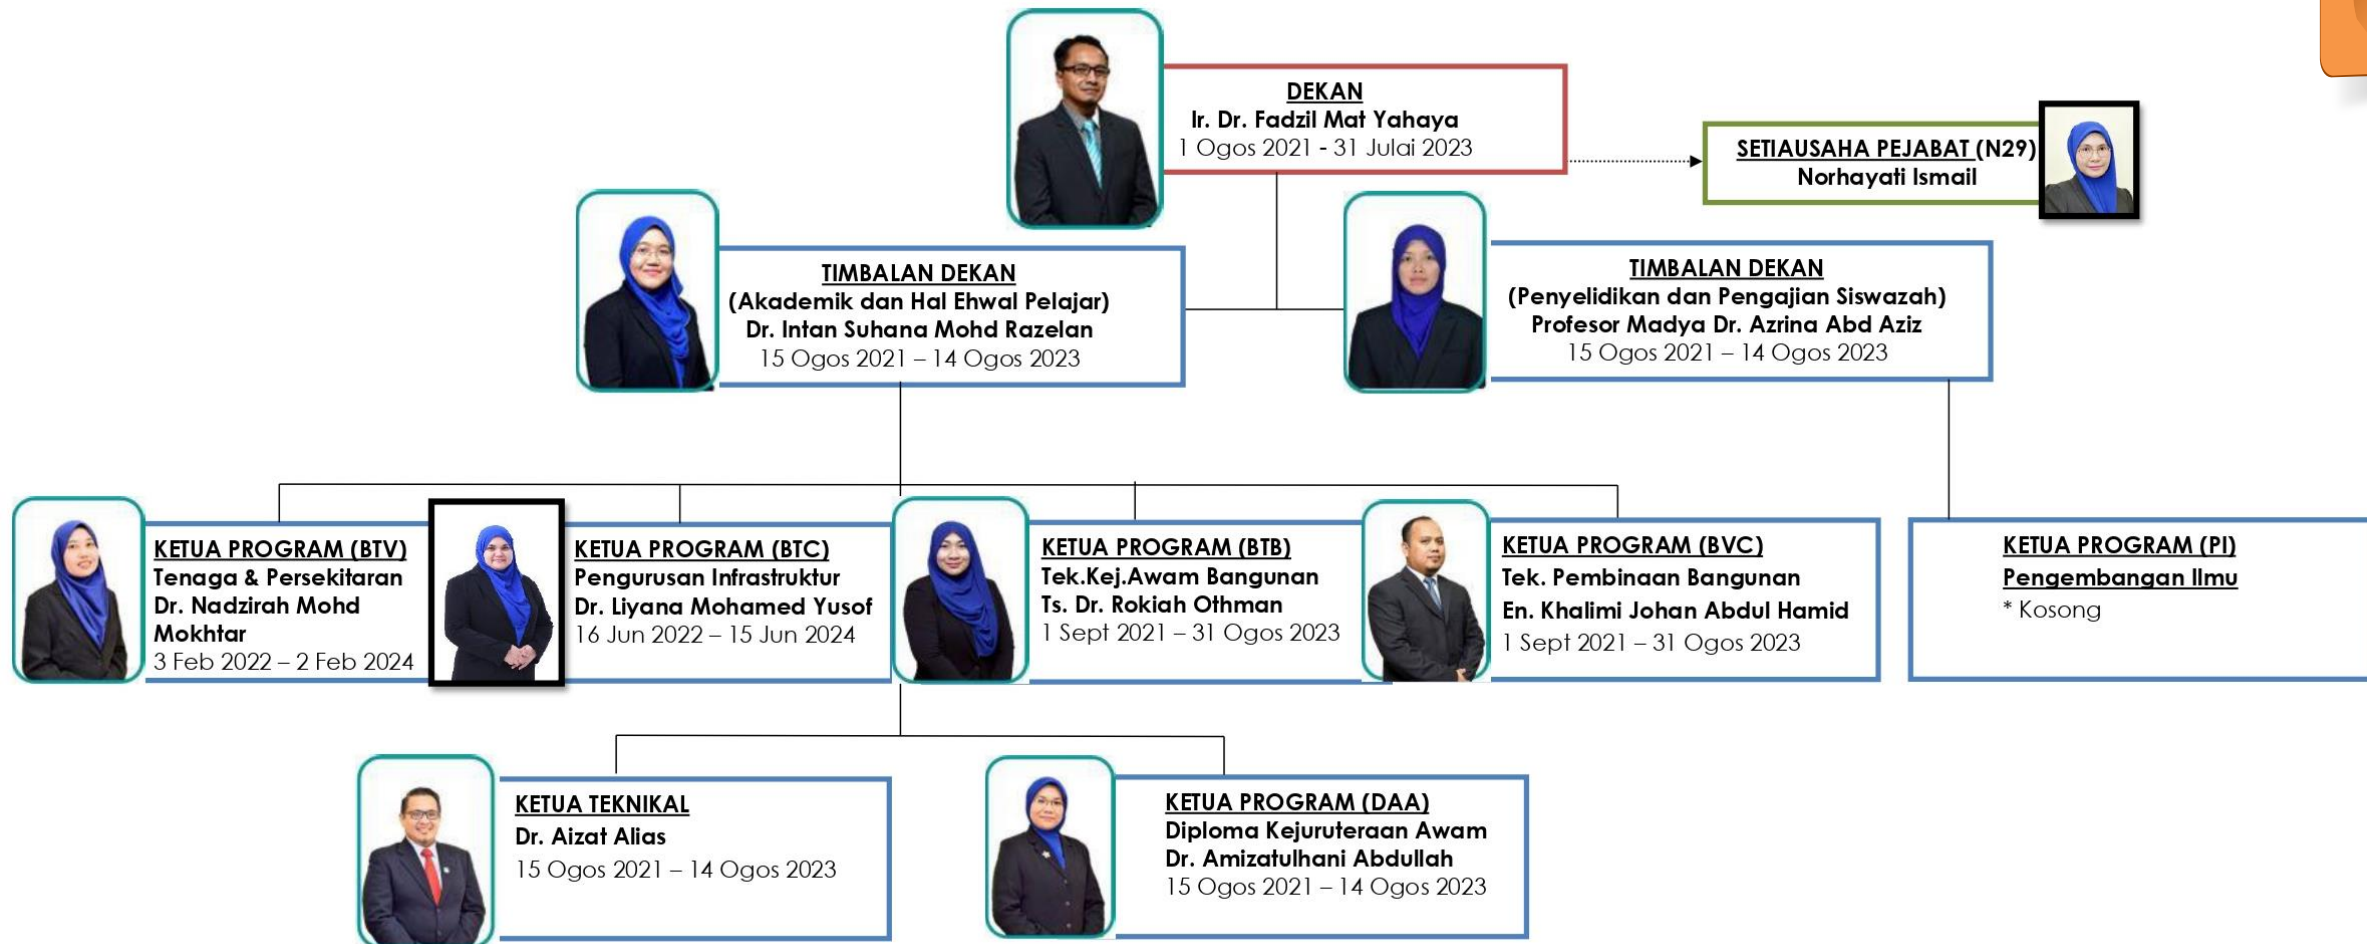 DEKAN
Ir. Dr. Fadzil Mat Yahaya
1 Ogos 2021 - 31 Julai 2023
SETIAUSAHA PEJABAT (N29)
Norhayati Ismail
TIMBALAN DEKAN
(Akademik dan Hal Ehwal Pelajar)
Dr. Intan Suhana Mohd Razelan
15 Ogos 2021 – 14 Ogos 2023
TIMBALAN DEKAN
(Penyelidikan dan Pengajian Siswazah)
Profesor Madya Dr. Azrina Abd Aziz
15 Ogos 2021 – 14 Ogos 2023
KETUA PROGRAM (BTV)
Tenaga & Persekitaran
Dr. Nadzirah Mohd
Mokhtar
3 Feb 2022 – 2 Feb 2024
KETUA PROGRAM (BTC)
Pengurusan Infrastruktur
Dr. Liyana Mohamed Yusof
16 Jun 2022 – 15 Jun 2024
KETUA PROGRAM (BTB)
Tek.Kej.Awam Bangunan
Ts. Dr. Rokiah Othman
1 Sept 2021 – 31 Ogos 2023
KETUA PROGRAM (BVC)
Tek. Pembinaan Bangunan
En. Khalimi Johan Abdul Hamid
1 Sept 2021 – 31 Ogos 2023
KETUA PROGRAM (PI)
Pengembangan Ilmu
* Kosong
KETUA TEKNIKAL
Dr. Aizat Alias
15 Ogos 2021 – 14 Ogos 2023
KETUA PROGRAM (DAA)
Diploma Kejuruteraan Awam
Dr. Amizatulhani Abdullah
15 Ogos 2021 – 14 Ogos 2023